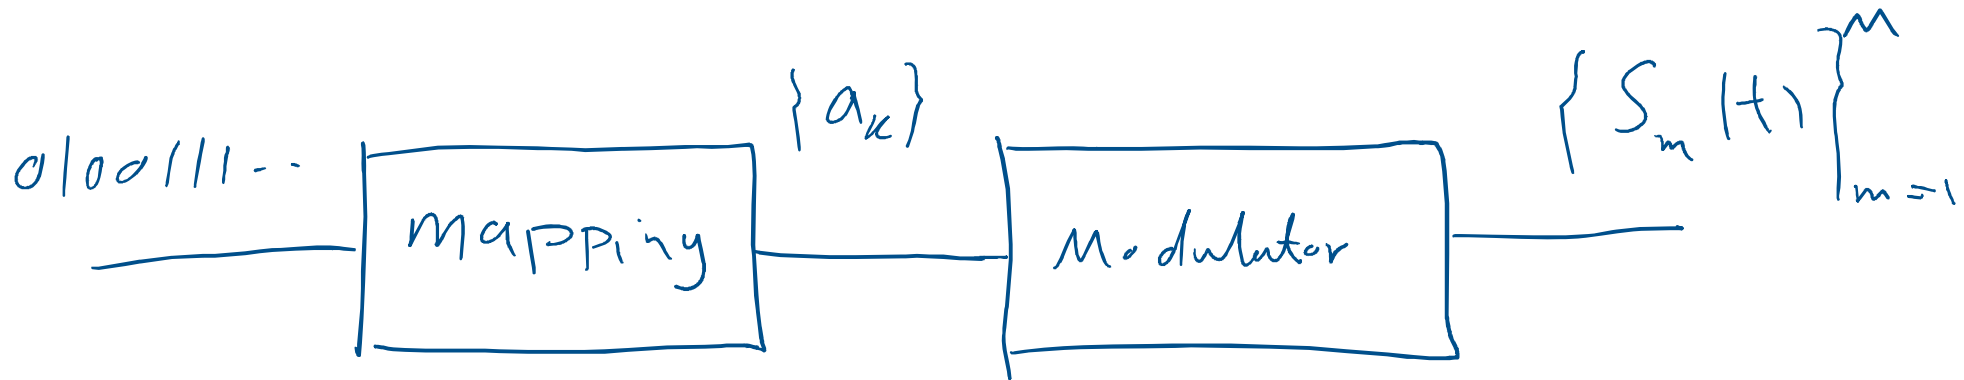 0100111..
mapping
{a_k}
Modulator
{S_m(t)}_{m=1}^M